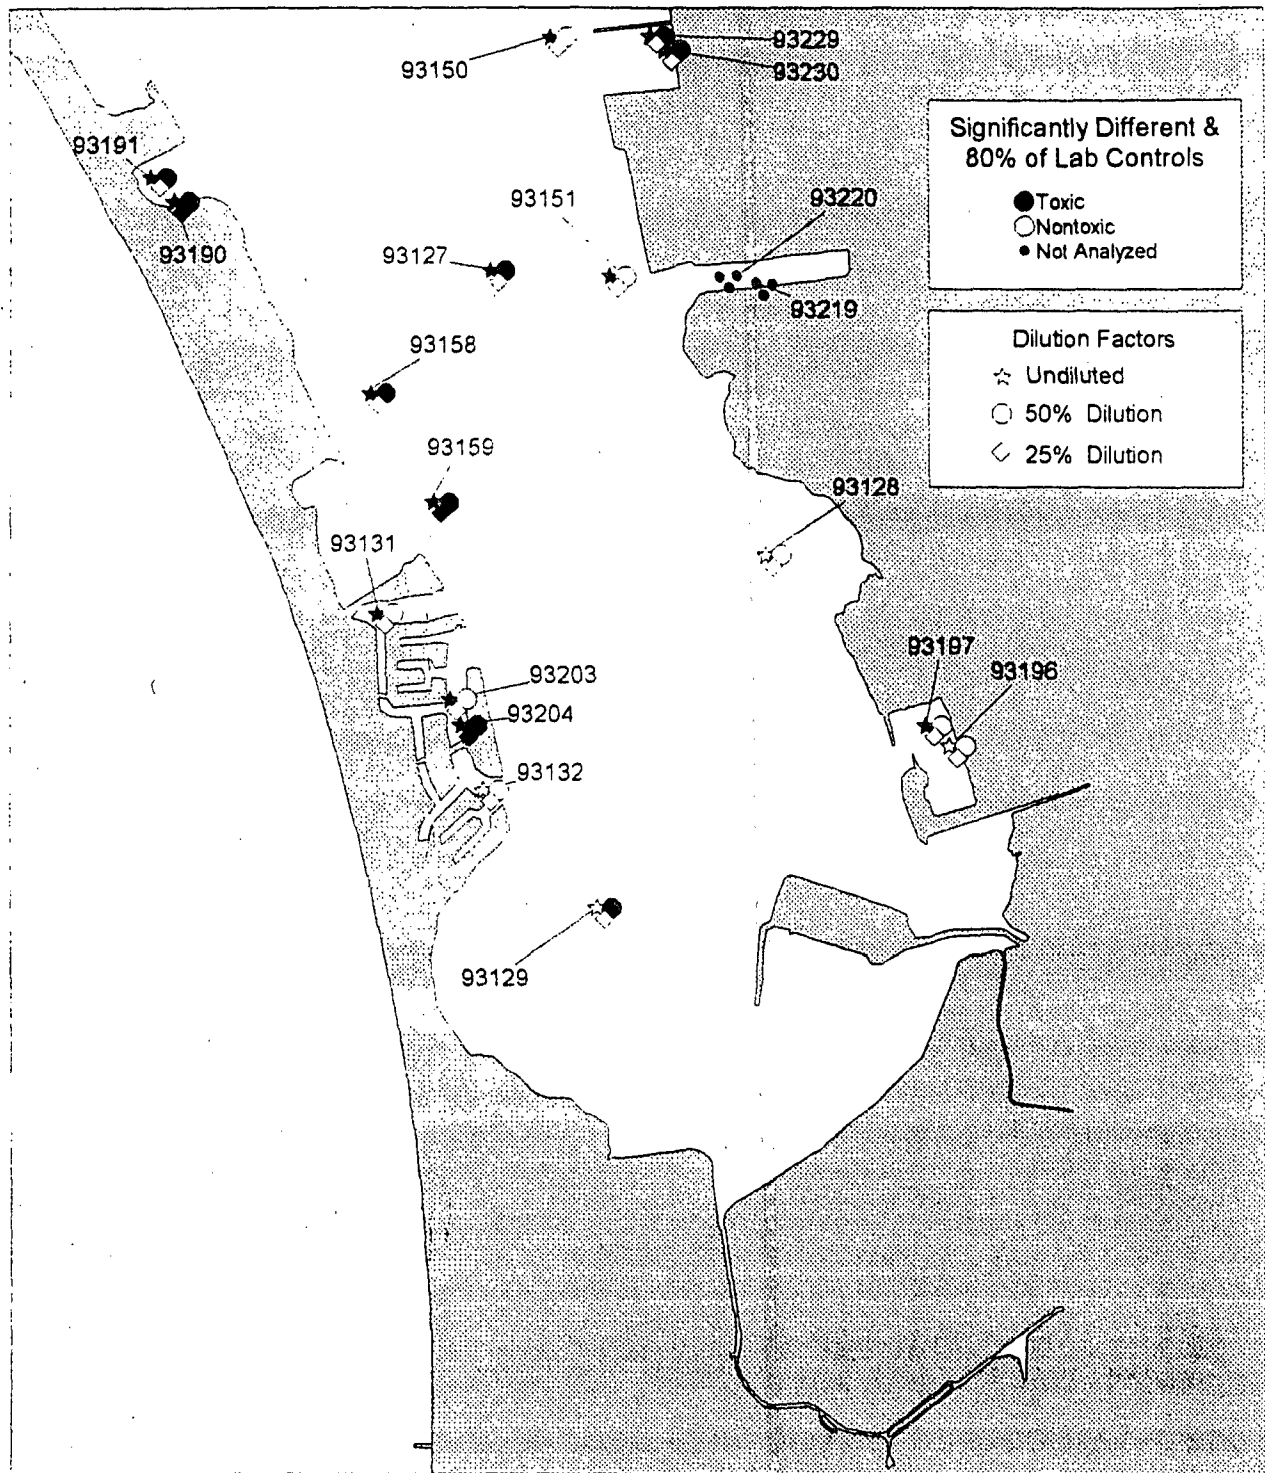 93150
93229
93230
Significantly Different &
80% of Lab Controls
Toxic
Nontoxic
Not Analyzed
93191
93190
93151
93220
93127
93219
Dilution Factors
Undiluted
50% Dilution
25% Dilution
93158
93159
93128
93131
93197
93196
93203
93204
93132
93129